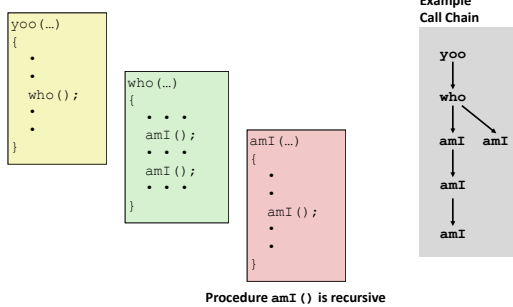 yoo(…)
{
•
•
who();
•
•
}
who(…)
{
• • •
amI();
• • •
amI();
• • •
}
amI(…)
{
•
•
amI();
•
•
}
Procedure amI() is recursive
Example
Call Chain
yoo
who
amI amI
amI
amI